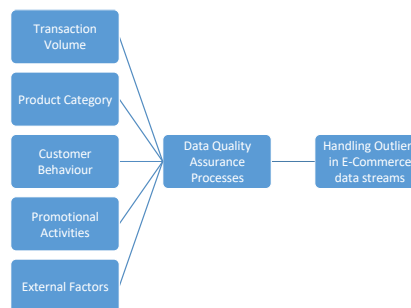 Transaction
Volume
Product Category
Customer
Behaviour
Promotional
Activities
External Factors
Data Quality
Assurance
Processes
Handling Outlier
in E-Commerce
data streams